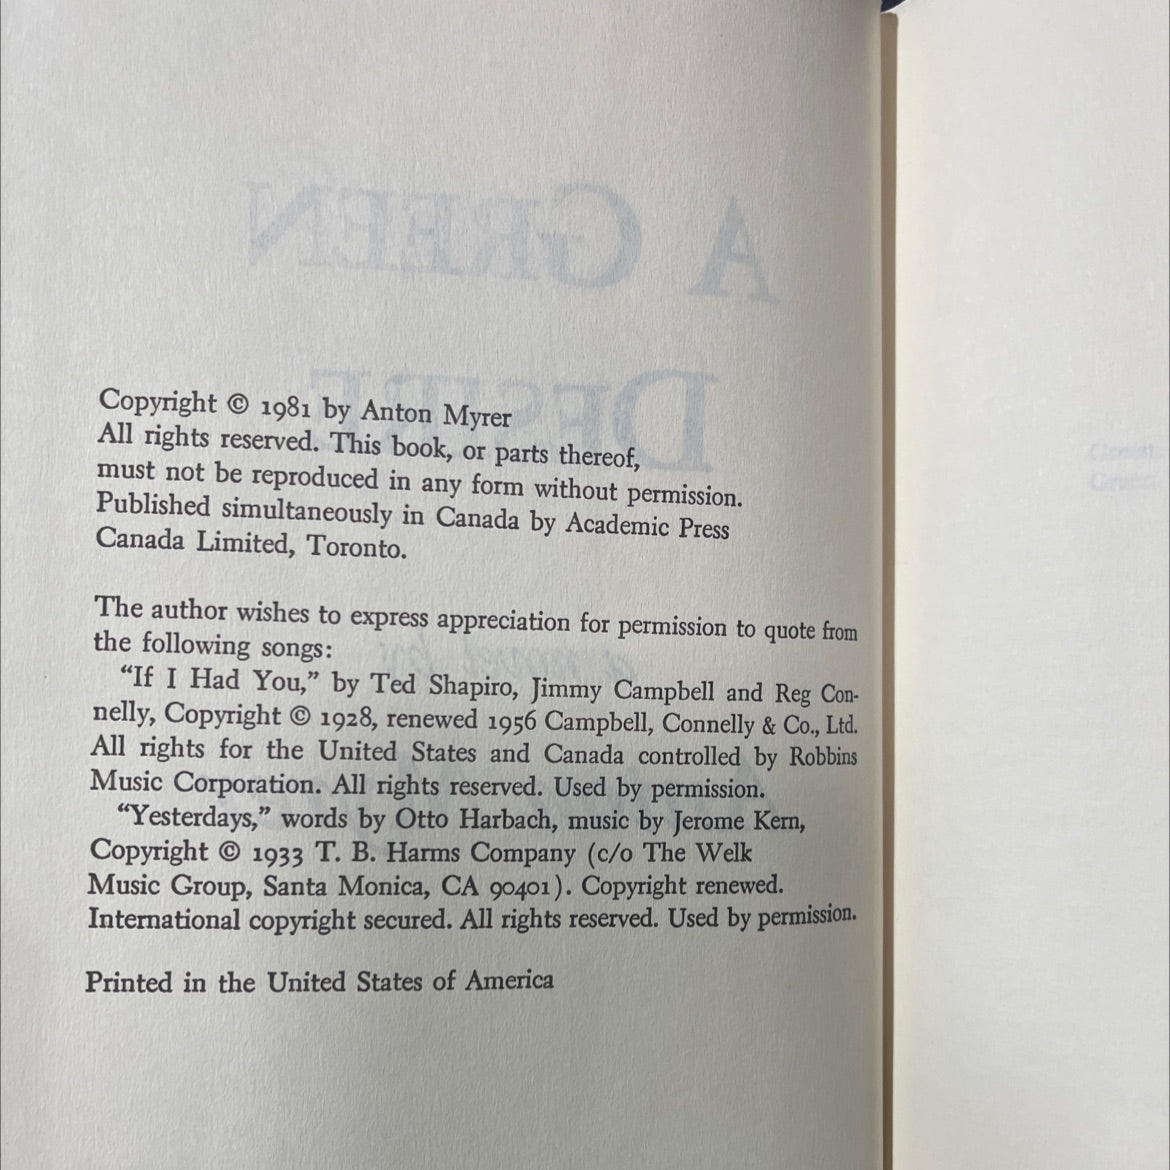 A GREEN
DESIRE
a novel by
Copyright © 1981 by Anton Myrer
All rights reserved. This book, or parts thereof,
must not be reproduced in any form without permission.
Published simultaneously in Canada by Academic Press
Canada Limited, Toronto.
The author wishes to express appreciation for permission to quote from
the following songs:
“If I Had You,” by Ted Shapiro, Jimmy Campbell and Reg Con-
nelly, Copyright © 1928, renewed 1956 Campbell, Connelly & Co., Ltd.
All rights for the United States and Canada controlled by Robbins
Music Corporation. All rights reserved. Used by permission.
“Yesterdays,” words by Otto Harbach, music by Jerome Kern,
Copyright © 1933 T. B. Harms Company (c/o The Welk
Music Group, Santa Monica, CA 90401). Copyright renewed.
International copyright secured. All rights reserved. Used by permission.
Printed in the United States of America